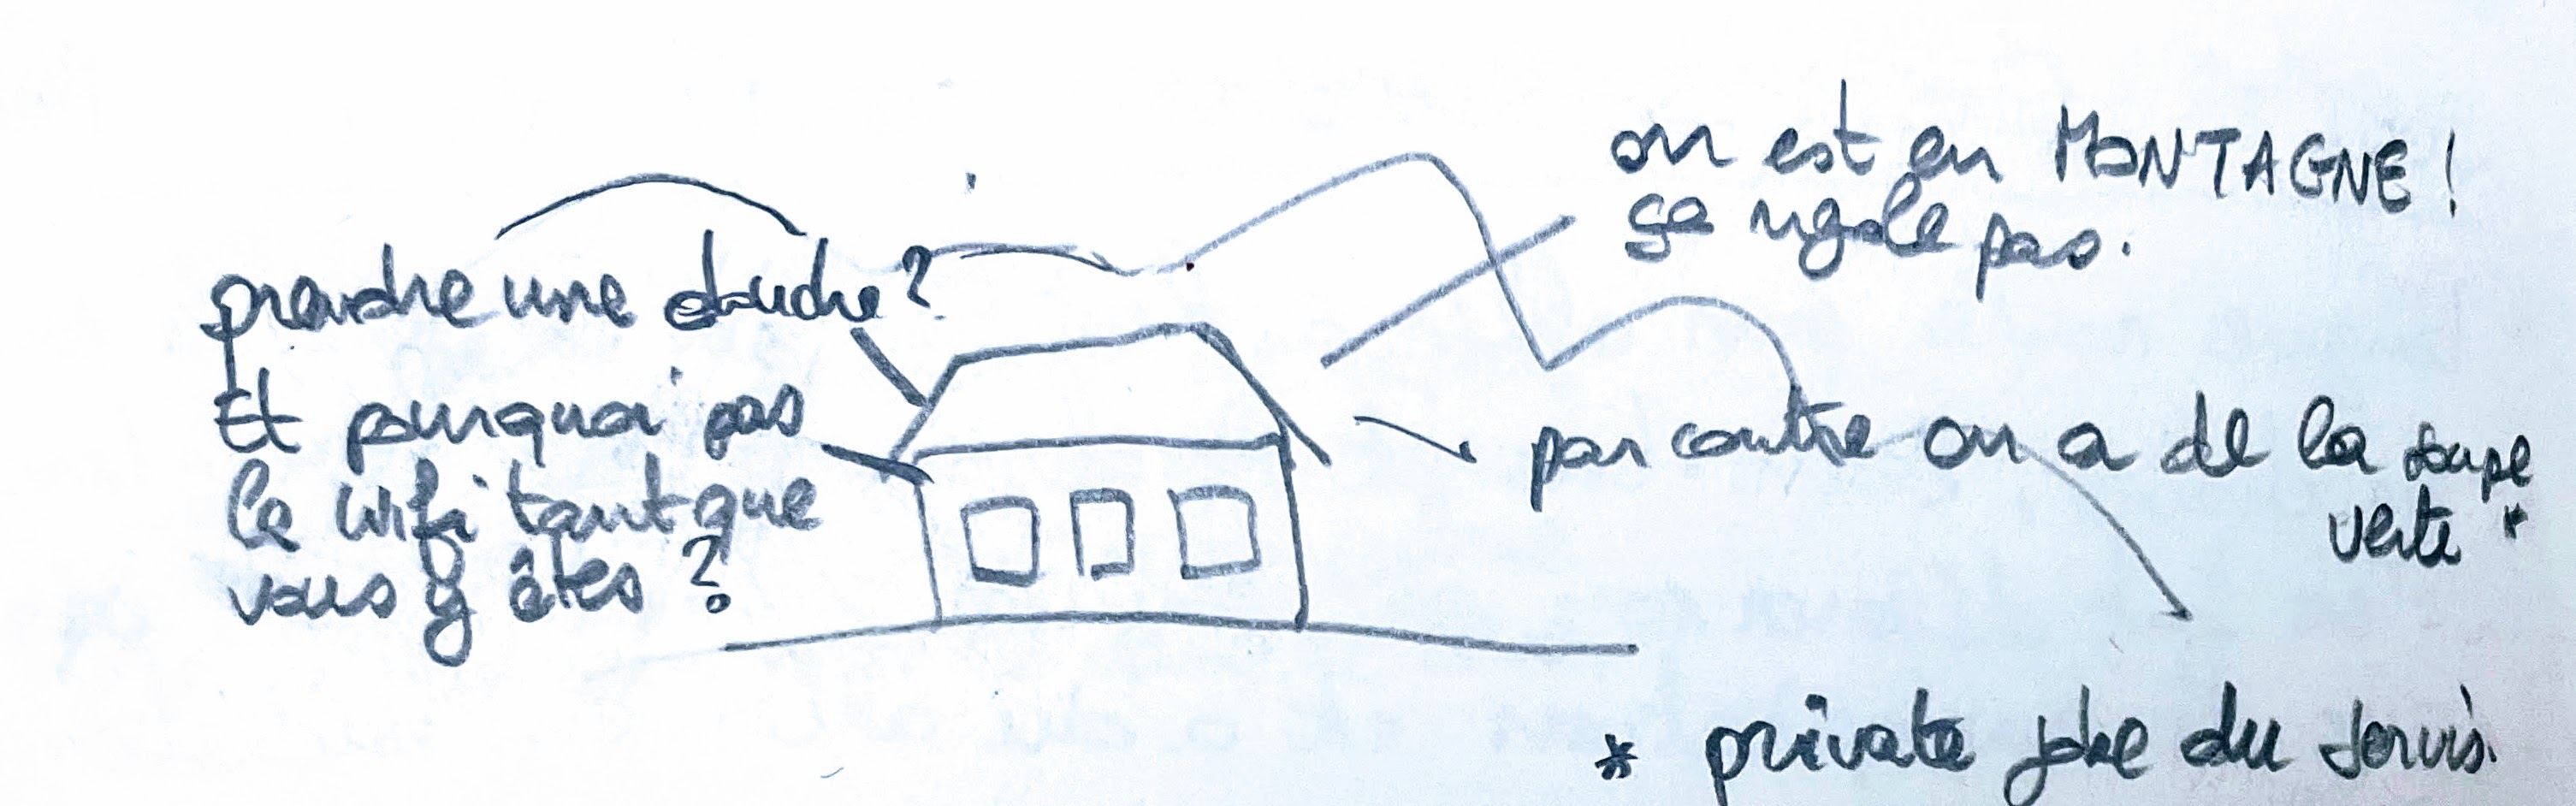 prendre une douche ?
Et pourquoi pas
le wifi tant que
vous y êtes ?
on est en MONTAGNE !
ça rigole pas.
par contre on a de la soupe
verte *
* private joke du